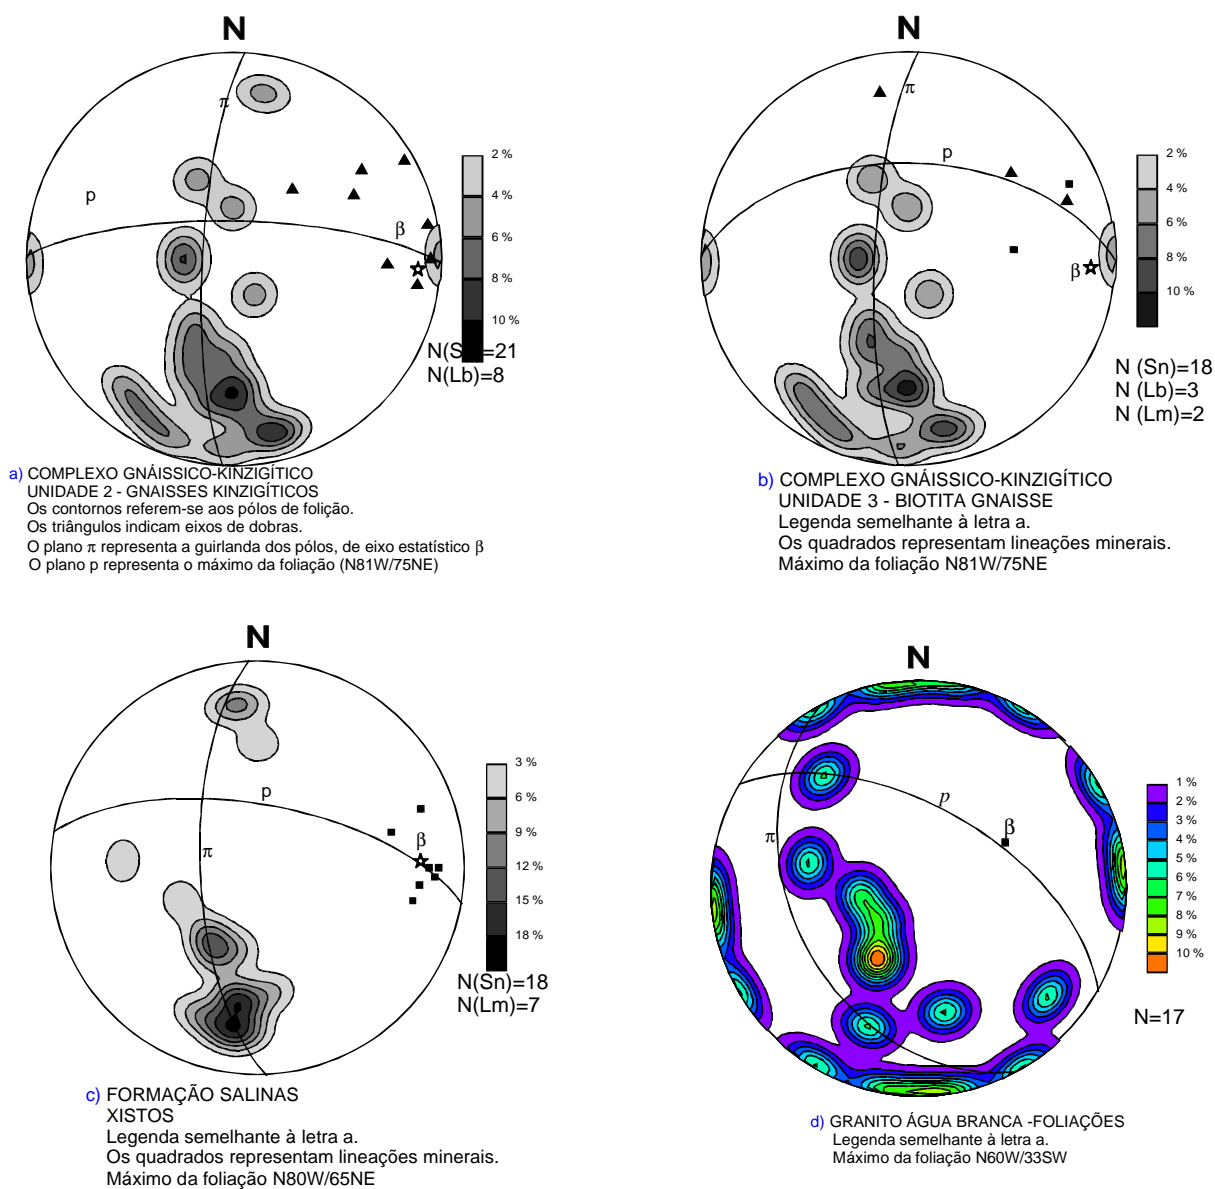 N
π
p
β
2 %
4 %
6 %
8 %
10 %
N(S =21
N(Lb)=8
a) COMPLEXO GNÁISSICO-KINZIGÍTICO
UNIDADE 2 - GNAISSES KINZIGÍTICOS
Os contornos referem-se aos pólos de folição.
Os triângulos indicam eixos de dobras.
O plano π representa a guirlanda dos pólos, de eixo estatístico β
O plano p representa o máximo da foliação (N81W/75NE)
N
π
p
β
2 %
4 %
6 %
8 %
10 %
N (Sn)=18
N (Lb)=3
N (Lm)=2
b) COMPLEXO GNÁISSICO-KINZIGÍTICO
UNIDADE 3 - BIOTITA GNAISSE
Legenda semelhante à letra a.
Os quadrados representam lineações minerais.
Máximo da foliação N81W/75NE
N
p
β
π
3 %
6 %
9 %
12 %
15 %
18 %
N(Sn)=18
N(Lm)=7
c) FORMAÇÃO SALINAS
XISTOS
Legenda semelhante à letra a.
Os quadrados representam lineações minerais.
Máximo da foliação N80W/65NE
N
p
β
π
1 %
2 %
3 %
4 %
5 %
6 %
7 %
8 %
9 %
10 %
N=17
d) GRANITO ÁGUA BRANCA -FOLIAÇÕES
Legenda semelhante à letra a.
Máximo da foliação N60W/33SW